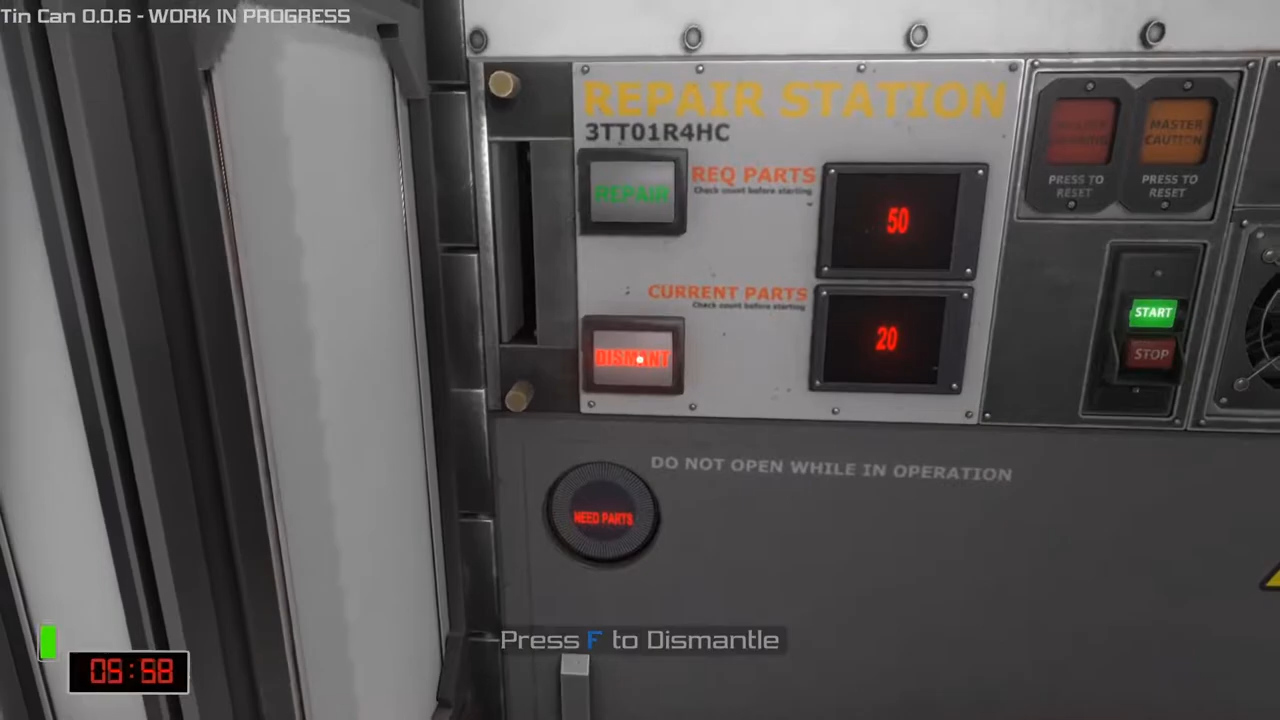 Tin Can 0.0.6 - WORK IN PROGRESS
REPAIR STATION
3TT01R4HC
REPAIR
REQ PARTS
Check count before starting
50
MASTER
CAUTION
PRESS TO
RESET
PRESS TO
RESET
CURRENT PARTS
Check count before starting
20
DISMANT
START
STOP
DO NOT OPEN WHILE IN OPERATION
NEED PARTS
Press F to Dismantle
05:58